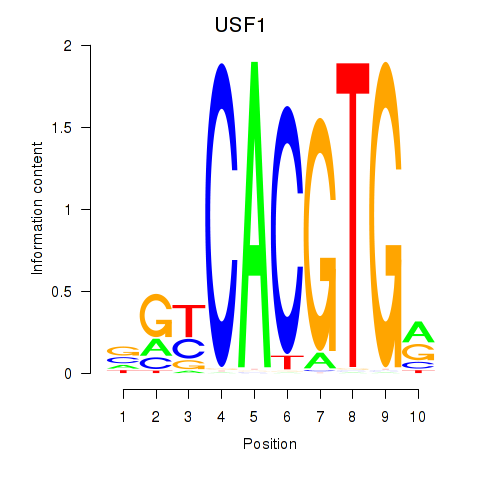 USF1
2
1.5
1
0.5
0
Information content
G C A T
G A C T
T C G A
C
A
C T
G A
T
G
A G C T
1 2 3 4 5 6 7 8 9 10
Position